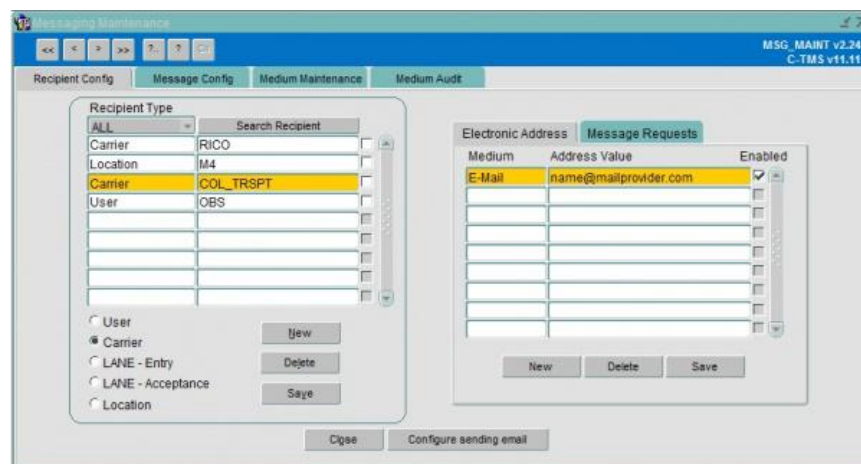 Messaging Maintenance
<< < > >> ?.. ?
MSG_MAINT v2.24
C-TMS v11.11
Recipient Config Message Config Medium Maintenance Medium Audit
Recipient Type
ALL Search Recipient
Carrier RICO
Location M4
Carrier COL_TRSPT
User OBS
User
Carrier
LANE - Entry
LANE - Acceptance
Location
New
Delete
Save
Electronic Address Message Requests
Medium Address Value Enabled
E-Mail name@mailprovider.com
New Delete Save
Close Configure sending email